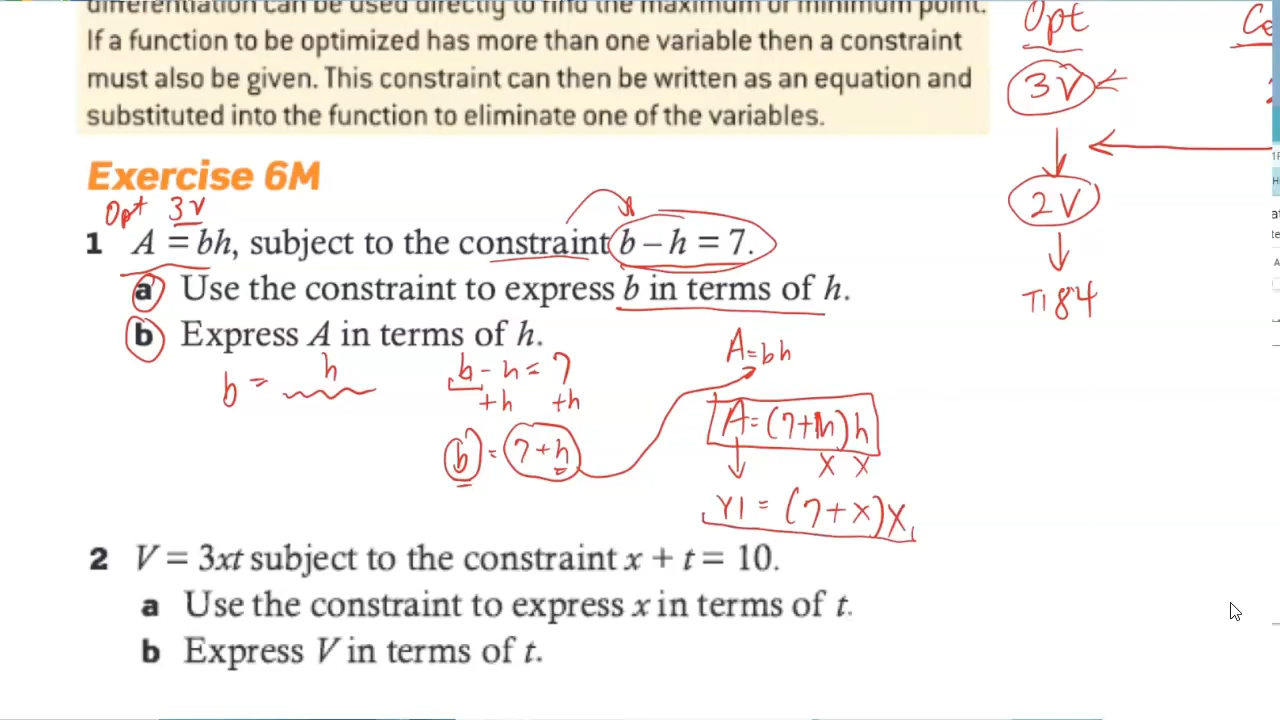 differentiation can be used directly to find the maximum or minimum point.
If a function to be optimized has more than one variable then a constraint
must also be given. This constraint can then be written as an equation and
substituted into the function to eliminate one of the variables.
Opt
3V
2V
TI 84
Exercise 6M
Opt 3V
1 A = bh, subject to the constraint b – h = 7.
a Use the constraint to express b in terms of h.
b Express A in terms of h.
b = h
b - h = 7
+h +h
b = 7 + h
A = bh
A = (7+h)h
x x
Y1 = (7+x)x
2 V = 3xt subject to the constraint x + t = 10.
a Use the constraint to express x in terms of t.
b Express V in terms of t.